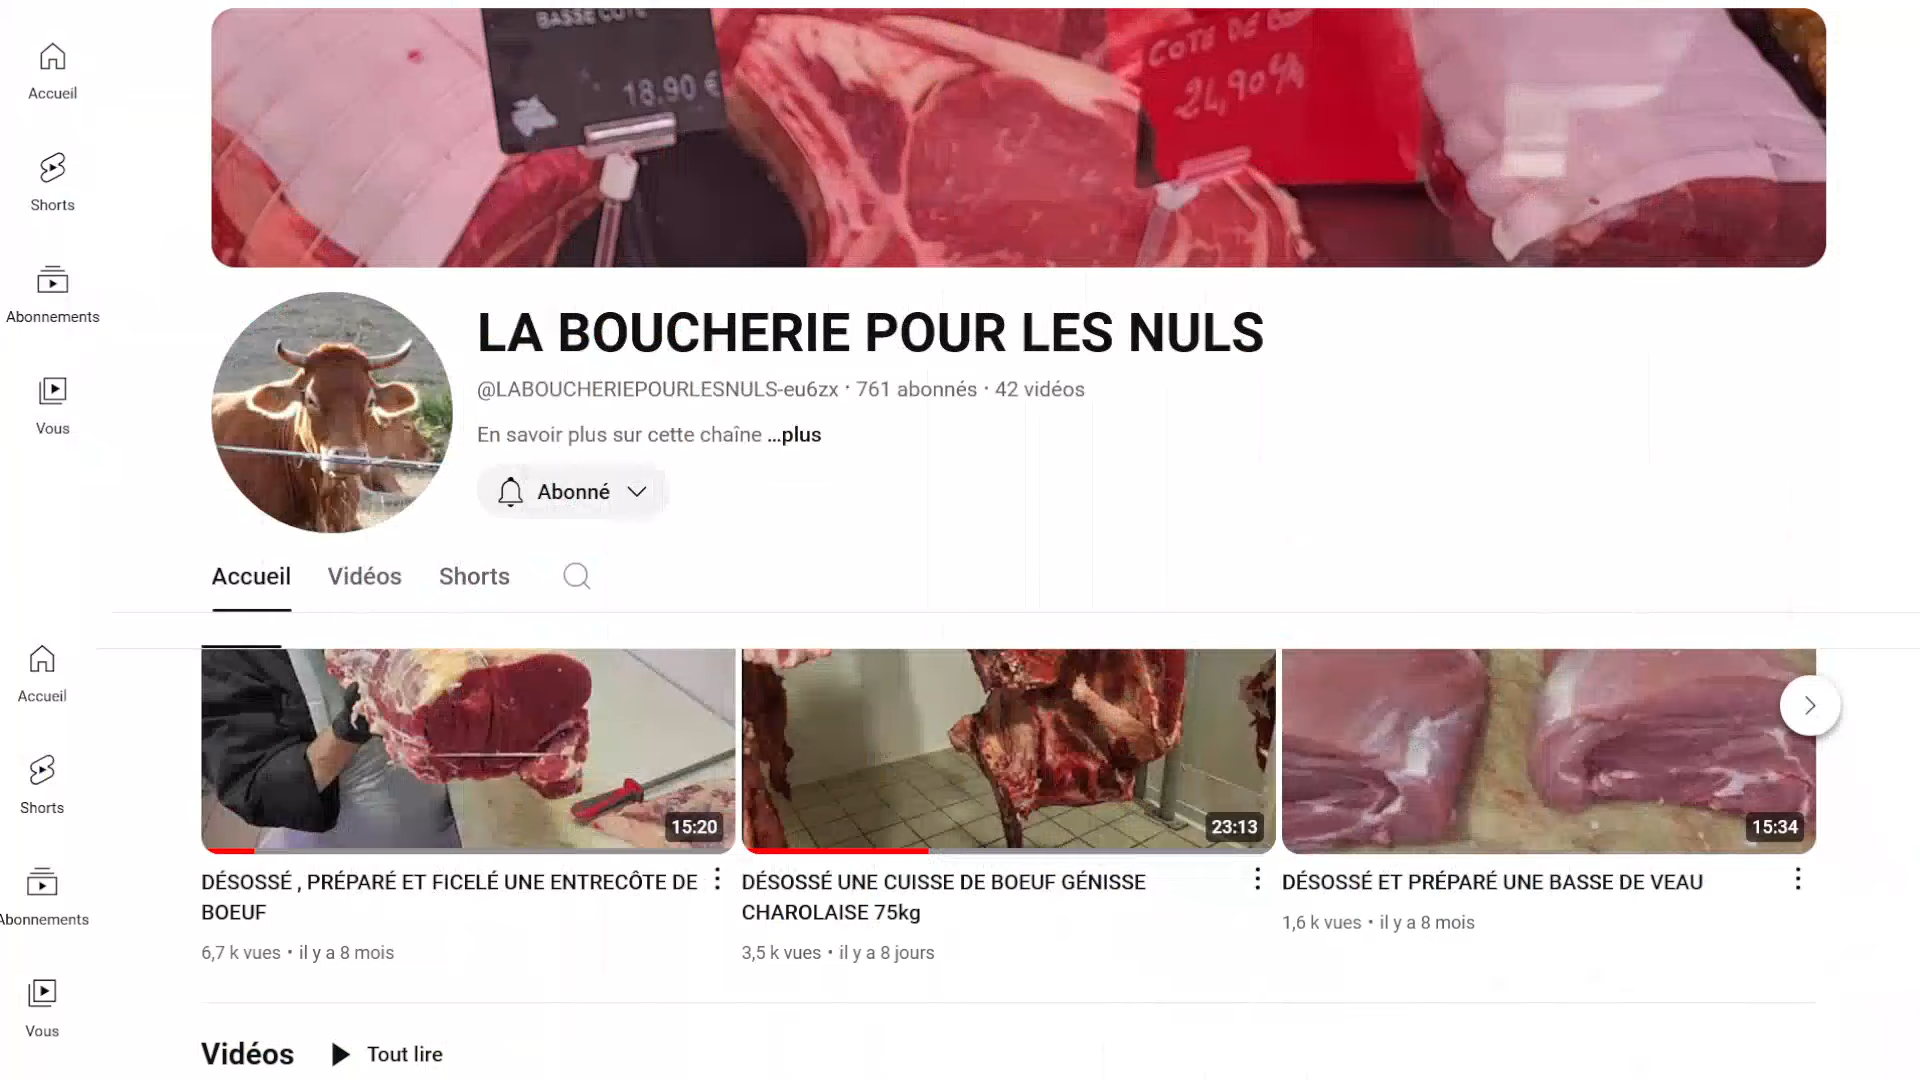 BASSE COTE
18.90 €
COTE DE
24,90
Accueil
Shorts
Abonnements
Vous
LA BOUCHERIE POUR LES NULS
@LABOUCHERIEPOURLESNULS-eu6zx · 761 abonnés · 42 vidéos
En savoir plus sur cette chaîne ...plus
Abonné
Accueil Vidéos Shorts
Accueil
Shorts
Abonnements
Vous
15:20
23:13
15:34
DÉSOSSÉ , PRÉPARÉ ET FICELÉ UNE ENTRECÔTE DE
BOEUF
6,7 k vues · il y a 8 mois
DÉSOSSÉ UNE CUISSE DE BOEUF GÉNISSE
CHAROLAISE 75kg
3,5 k vues · il y a 8 jours
DÉSOSSÉ ET PRÉPARÉ UNE BASSE DE VEAU
1,6 k vues · il y a 8 mois
Vidéos Tout lire